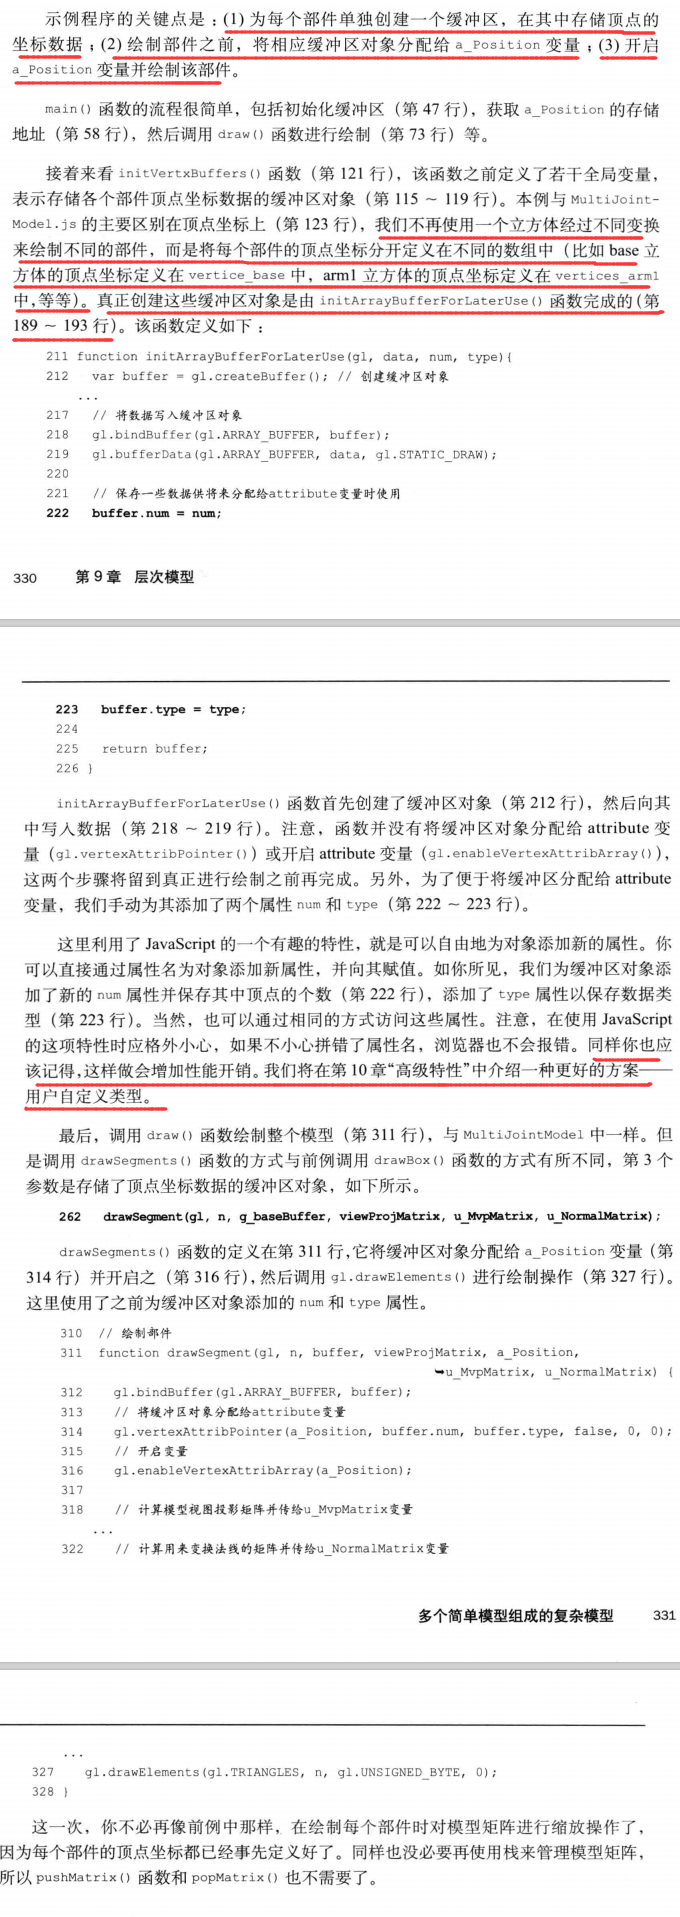 示例程序的关键点是：(1) 为每个部件单独创建一个缓冲区，在其中存储顶点的
坐标数据；(2) 绘制部件之前，将相应缓冲区对象分配给 a_Position 变量；(3) 开启
a_Position 变量并绘制该部件。
main() 函数的流程很简单，包括初始化缓冲区（第 47 行），获取 a_Position 的存储
地址（第 58 行），然后调用 draw() 函数进行绘制（第 73 行）等。
接着来看 initVertxBuffers() 函数（第 121 行），该函数之前定义了若干全局变量，
表示存储各个部件顶点坐标数据的缓冲区对象（第 115 ～ 119 行）。本例与 MultiJoint-
Model.js 的主要区别在顶点坐标上（第 123 行），我们不再使用一个立方体经过不同变换
来绘制不同的部件，而是将每个部件的顶点坐标分开定义在不同的数组中（比如 base 立
方体的顶点坐标定义在 vertice_base 中，arm1 立方体的顶点坐标定义在 vertices_arm1
中，等等）。真正创建这些缓冲区对象是由 initArrayBufferForLaterUse() 函数完成的（第
189 ～ 193 行）。该函数定义如下：
211 function initArrayBufferForLaterUse(gl, data, num, type){
212 var buffer = gl.createBuffer(); // 创建缓冲区对象
...
217 // 将数据写入缓冲区对象
218 gl.bindBuffer(gl.ARRAY_BUFFER, buffer);
219 gl.bufferData(gl.ARRAY_BUFFER, data, gl.STATIC_DRAW);
220
221 // 保存一些数据供将来分配给attribute变量时使用
222 buffer.num = num;
330 第 9 章 层次模型
223 buffer.type = type;
224
225 return buffer;
226 }
initArrayBufferForLaterUse() 函数首先创建了缓冲区对象（第 212 行），然后向其
中写入数据（第 218 ～ 219 行）。注意，函数并没有将缓冲区对象分配给 attribute 变
量（gl.vertexAttribPointer()）或开启 attribute 变量（gl.enableVertexAttribArray()），
这两个步骤将留到真正进行绘制之前再完成。另外，为了便于将缓冲区分配给 attribute
变量，我们手动为其添加了两个属性 num 和 type（第 222 ～ 223 行）。
这里利用了 JavaScript 的一个有趣的特性，就是可以自由地为对象添加新的属性。你
可以直接通过属性名为对象添加新属性，并向其赋值。如你所见，我们为缓冲区对象添
加了新的 num 属性并保存其中顶点的个数（第 222 行），添加了 type 属性以保存数据类
型（第 223 行）。当然，也可以通过相同的方式访问这些属性。注意，在使用 JavaScript
的这项特性时应格外小心，如果不小心拼错了属性名，浏览器也不会报错。同样你也应
该记得，这样做会增加性能开销。我们将在第 10 章“高级特性”中介绍一种更好的方案——
用户自定义类型。
最后，调用 draw() 函数绘制整个模型（第 311 行），与 MultiJointModel 中一样。但
是调用 drawSegments() 函数的方式与前例调用 drawBox() 函数的方式有所不同，第 3 个
参数是存储了顶点坐标数据的缓冲区对象，如下所示。
262 drawSegment(gl, n, g_baseBuffer, viewProjMatrix, u_MvpMatrix, u_NormalMatrix);
drawSegments() 函数的定义在第 311 行，它将缓冲区对象分配给 a_Position 变量（第
314 行）并开启之（第 316 行），然后调用 gl.drawElements() 进行绘制操作（第 327 行）。
这里使用了之前为缓冲区对象添加的 num 和 type 属性。
310 // 绘制部件
311 function drawSegment(gl, n, buffer, viewProjMatrix, a_Position,
➥u_MvpMatrix, u_NormalMatrix) {
312 gl.bindBuffer(gl.ARRAY_BUFFER, buffer);
313 // 将缓冲区对象分配给attribute变量
314 gl.vertexAttribPointer(a_Position, buffer.num, buffer.type, false, 0, 0);
315 // 开启变量
316 gl.enableVertexAttribArray(a_Position);
317
318 // 计算模型视图投影矩阵并传给u_MvpMatrix变量
...
322 // 计算用来变换法线的矩阵并传给u_NormalMatrix变量
多个简单模型组成的复杂模型 331
...
327 gl.drawElements(gl.TRIANGLES, n, gl.UNSIGNED_BYTE, 0);
328 }
这一次，你不必再像前例中那样，在绘制每个部件时对模型矩阵进行缩放操作了，
因为每个部件的顶点坐标都已经事先定义好了。同样也没必要再使用栈来管理模型矩阵，
所以 pushMatrix() 函数和 popMatrix() 也不需要了。